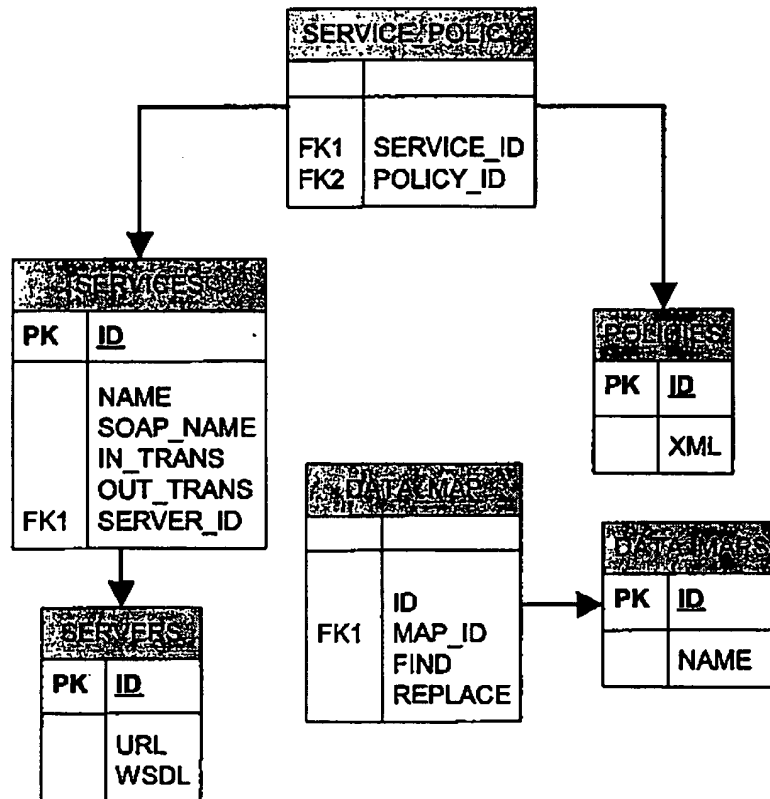 SERVICE_POLICY
FK1 SERVICE_ID
FK2 POLICY_ID
SERVICES
PK ID
NAME
SOAP_NAME
IN_TRANS
OUT_TRANS
FK1 SERVER_ID
POLICIES
PK ID
XML
DATA_MAP
ID
FK1 MAP_ID
FIND
REPLACE
DATA_MAPS
PK ID
NAME
SERVERS
PK ID
URL
WSDL